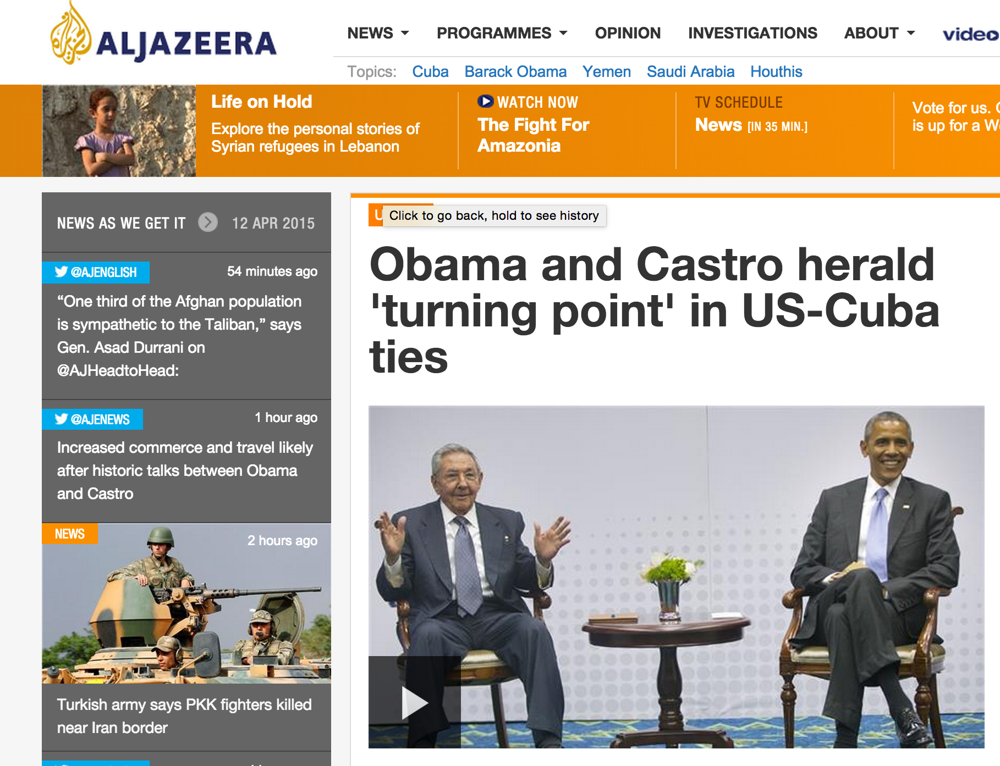 ALJAZEERA
NEWS
PROGRAMMES
OPINION
INVESTIGATIONS
ABOUT
video
Topics: Cuba Barack Obama Yemen Saudi Arabia Houthis
Life on Hold
Explore the personal stories of
Syrian refugees in Lebanon
WATCH NOW
The Fight For
Amazonia
TV SCHEDULE
News [IN 35 MIN.]
Vote for us.
is up for a
NEWS AS WE GET IT
12 APR 2015
@AJENGLISH
54 minutes ago
“One third of the Afghan population
is sympathetic to the Taliban,” says
Gen. Asad Durrani on
@AJHeadtoHead:
@AJENEWS
1 hour ago
Increased commerce and travel likely
after historic talks between Obama
and Castro
NEWS
2 hours ago
Turkish army says PKK fighters killed
near Iran border
Click to go back, hold to see history
Obama and Castro herald
'turning point' in US-Cuba
ties